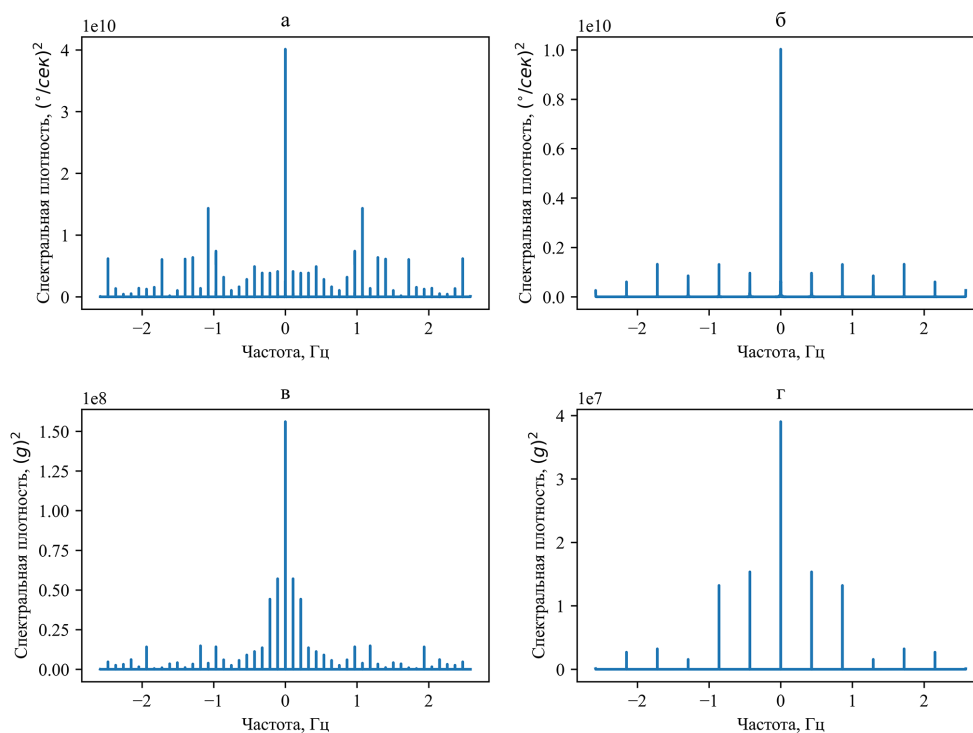 а
1e10
Спектральная плотность, (°/сек)²
4
3
2
1
0
−2
−1
0
1
2
Частота, Гц
б
1e10
Спектральная плотность, (°/сек)²
1.0
0.8
0.6
0.4
0.2
0.0
−2
−1
0
1
2
Частота, Гц
в
1e8
Спектральная плотность, (g)²
1.50
1.25
1.00
0.75
0.50
0.25
0.00
−2
−1
0
1
2
Частота, Гц
г
1e7
Спектральная плотность, (g)²
4
3
2
1
0
−2
−1
0
1
2
Частота, Гц